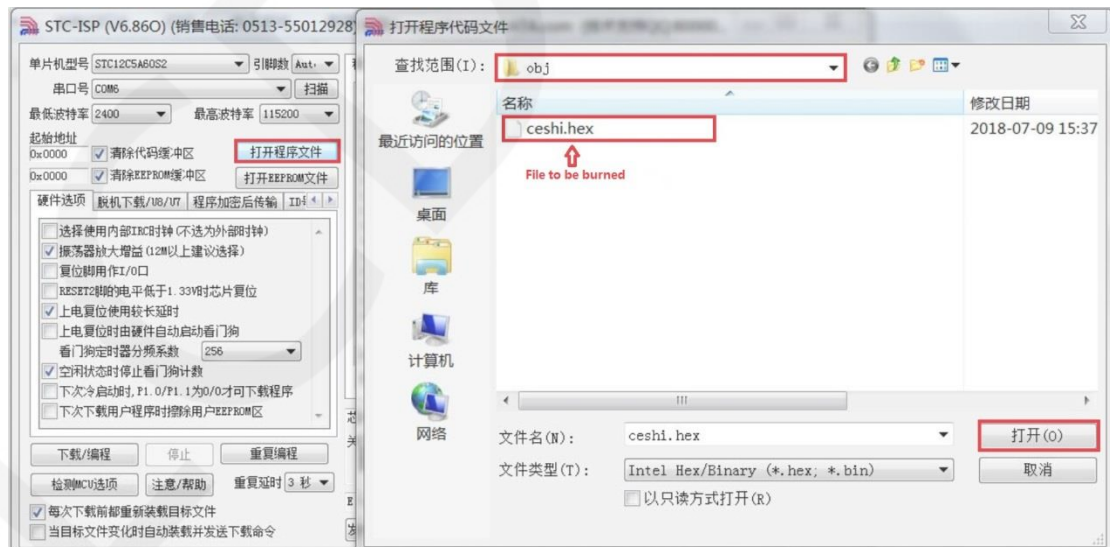 STC-ISP (V6.86O) (销售电话: 0513-55012928)
单片机型号 STC12C5A60S2 引脚数 Aut
串口号 COM6 扫描
最低波特率 2400 最高波特率 115200
起始地址
0x0000 清除代码缓冲区 打开程序文件
0x0000 清除EEPROM缓冲区 打开EEPROM文件
硬件选项 脱机下载/U8/U7 程序加密后传输
选择使用内部IRC时钟(不选为外部时钟)
振荡器放大增益(12M以上建议选择)
复位脚用作I/O口
RESET2脚的电平低于1.33V时芯片复位
上电复位使用较长延时
上电复位时由硬件自动启动看门狗
看门狗定时器分频系数 256
空闲状态时停止看门狗计数
下次冷启动时,P1.0/P1.1为0/0才可下载程序
下次下载用户程序时擦除用户EEPROM区
下载/编程 停止 重复编程
检测MCU选项 注意/帮助 重复延时 3 秒
每次下载前都重新装载目标文件
当目标文件变化时自动装载并发送下载命令
打开程序代码文件
查找范围(I): obj
名称 修改日期
ceshi.hex 2018-07-09 15:37
File to be burned
最近访问的位置
桌面
库
计算机
网络
文件名(N): ceshi.hex 打开(O)
文件类型(T): Intel Hex/Binary (*.hex; *.bin) 取消
以只读方式打开(R)